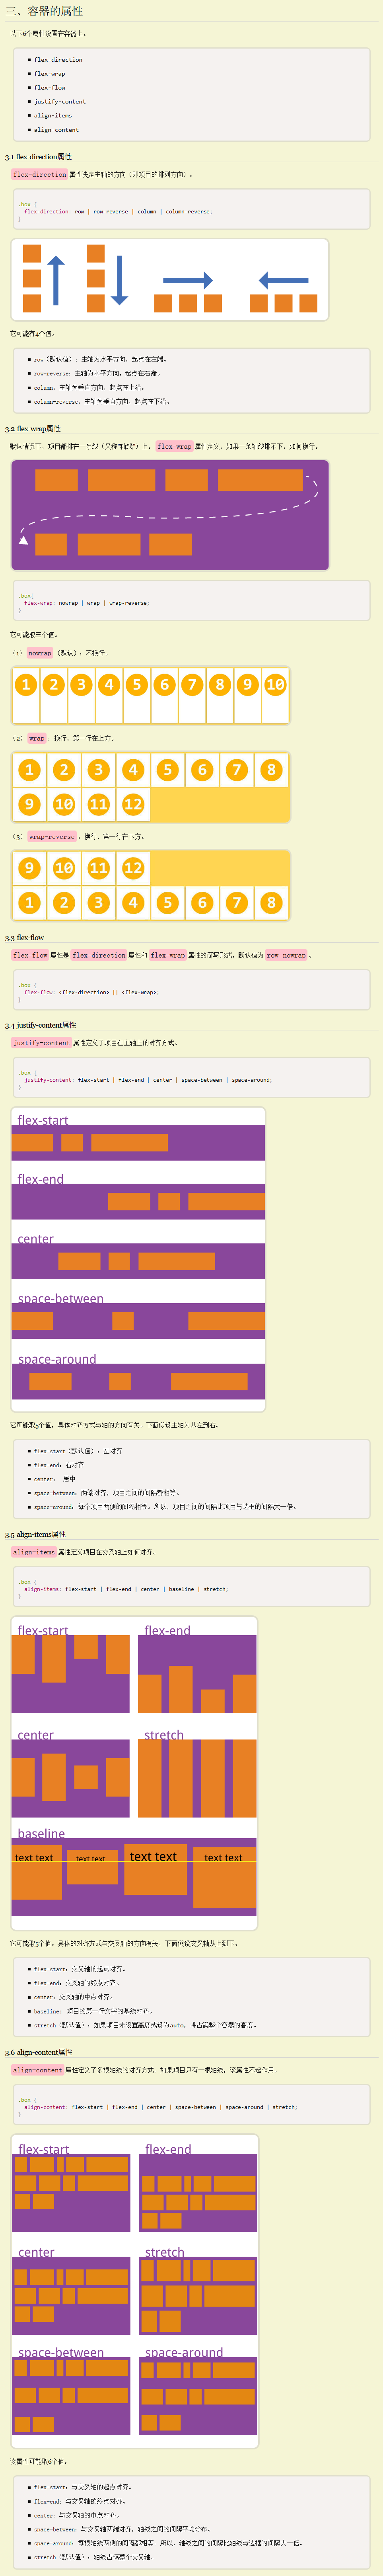 三、容器的属性
以下6个属性设置在容器上。
flex-direction
flex-wrap
flex-flow
justify-content
align-items
align-content
3.1 flex-direction属性
flex-direction 属性决定主轴的方向（即项目的排列方向）。
.box {
flex-direction: row | row-reverse | column | column-reverse;
}
它可能有4个值。
row（默认值）：主轴为水平方向，起点在左端。
row-reverse：主轴为水平方向，起点在右端。
column：主轴为垂直方向，起点在上沿。
column-reverse：主轴为垂直方向，起点在下沿。
3.2 flex-wrap属性
默认情况下，项目都排在一条线（又称"轴线"）上。 flex-wrap 属性定义，如果一条轴线排不下，如何换行。
.box{
flex-wrap: nowrap | wrap | wrap-reverse;
}
它可能取三个值。
（1） nowrap （默认）：不换行。
1 2 3 4 5 6 7 8 9 10
（2） wrap ：换行，第一行在上方。
1 2 3 4 5 6 7 8
9 10 11 12
（3） wrap-reverse ：换行，第一行在下方。
9 10 11 12
1 2 3 4 5 6 7 8
3.3 flex-flow
flex-flow 属性是 flex-direction 属性和 flex-wrap 属性的简写形式，默认值为 row nowrap 。
.box {
flex-flow: <flex-direction> || <flex-wrap>;
}
3.4 justify-content属性
justify-content 属性定义了项目在主轴上的对齐方式。
.box {
justify-content: flex-start | flex-end | center | space-between | space-around;
}
flex-start
flex-end
center
space-between
space-around
它可能取5个值，具体对齐方式与轴的方向有关。下面假设主轴为从左到右。
flex-start（默认值）：左对齐
flex-end：右对齐
center： 居中
space-between：两端对齐，项目之间的间隔都相等。
space-around：每个项目两侧的间隔相等。所以，项目之间的间隔比项目与边框的间隔大一倍。
3.5 align-items属性
align-items 属性定义项目在交叉轴上如何对齐。
.box {
align-items: flex-start | flex-end | center | baseline | stretch;
}
flex-start flex-end
center stretch
baseline
text text text text text text text text
它可能取5个值。具体的对齐方式与交叉轴的方向有关，下面假设交叉轴从上到下。
flex-start：交叉轴的起点对齐。
flex-end：交叉轴的终点对齐。
center：交叉轴的中点对齐。
baseline: 项目的第一行文字的基线对齐。
stretch（默认值）：如果项目未设置高度或设为auto，将占满整个容器的高度。
3.6 align-content属性
align-content 属性定义了多根轴线的对齐方式。如果项目只有一根轴线，该属性不起作用。
.box {
align-content: flex-start | flex-end | center | space-between | space-around | stretch;
}
flex-start flex-end
center stretch
space-between space-around
该属性可能取6个值。
flex-start：与交叉轴的起点对齐。
flex-end：与交叉轴的终点对齐。
center：与交叉轴的中点对齐。
space-between：与交叉轴两端对齐，轴线之间的间隔平均分布。
space-around：每根轴线两侧的间隔都相等。所以，轴线之间的间隔比轴线与边框的间隔大一倍。
stretch（默认值）：轴线占满整个交叉轴。